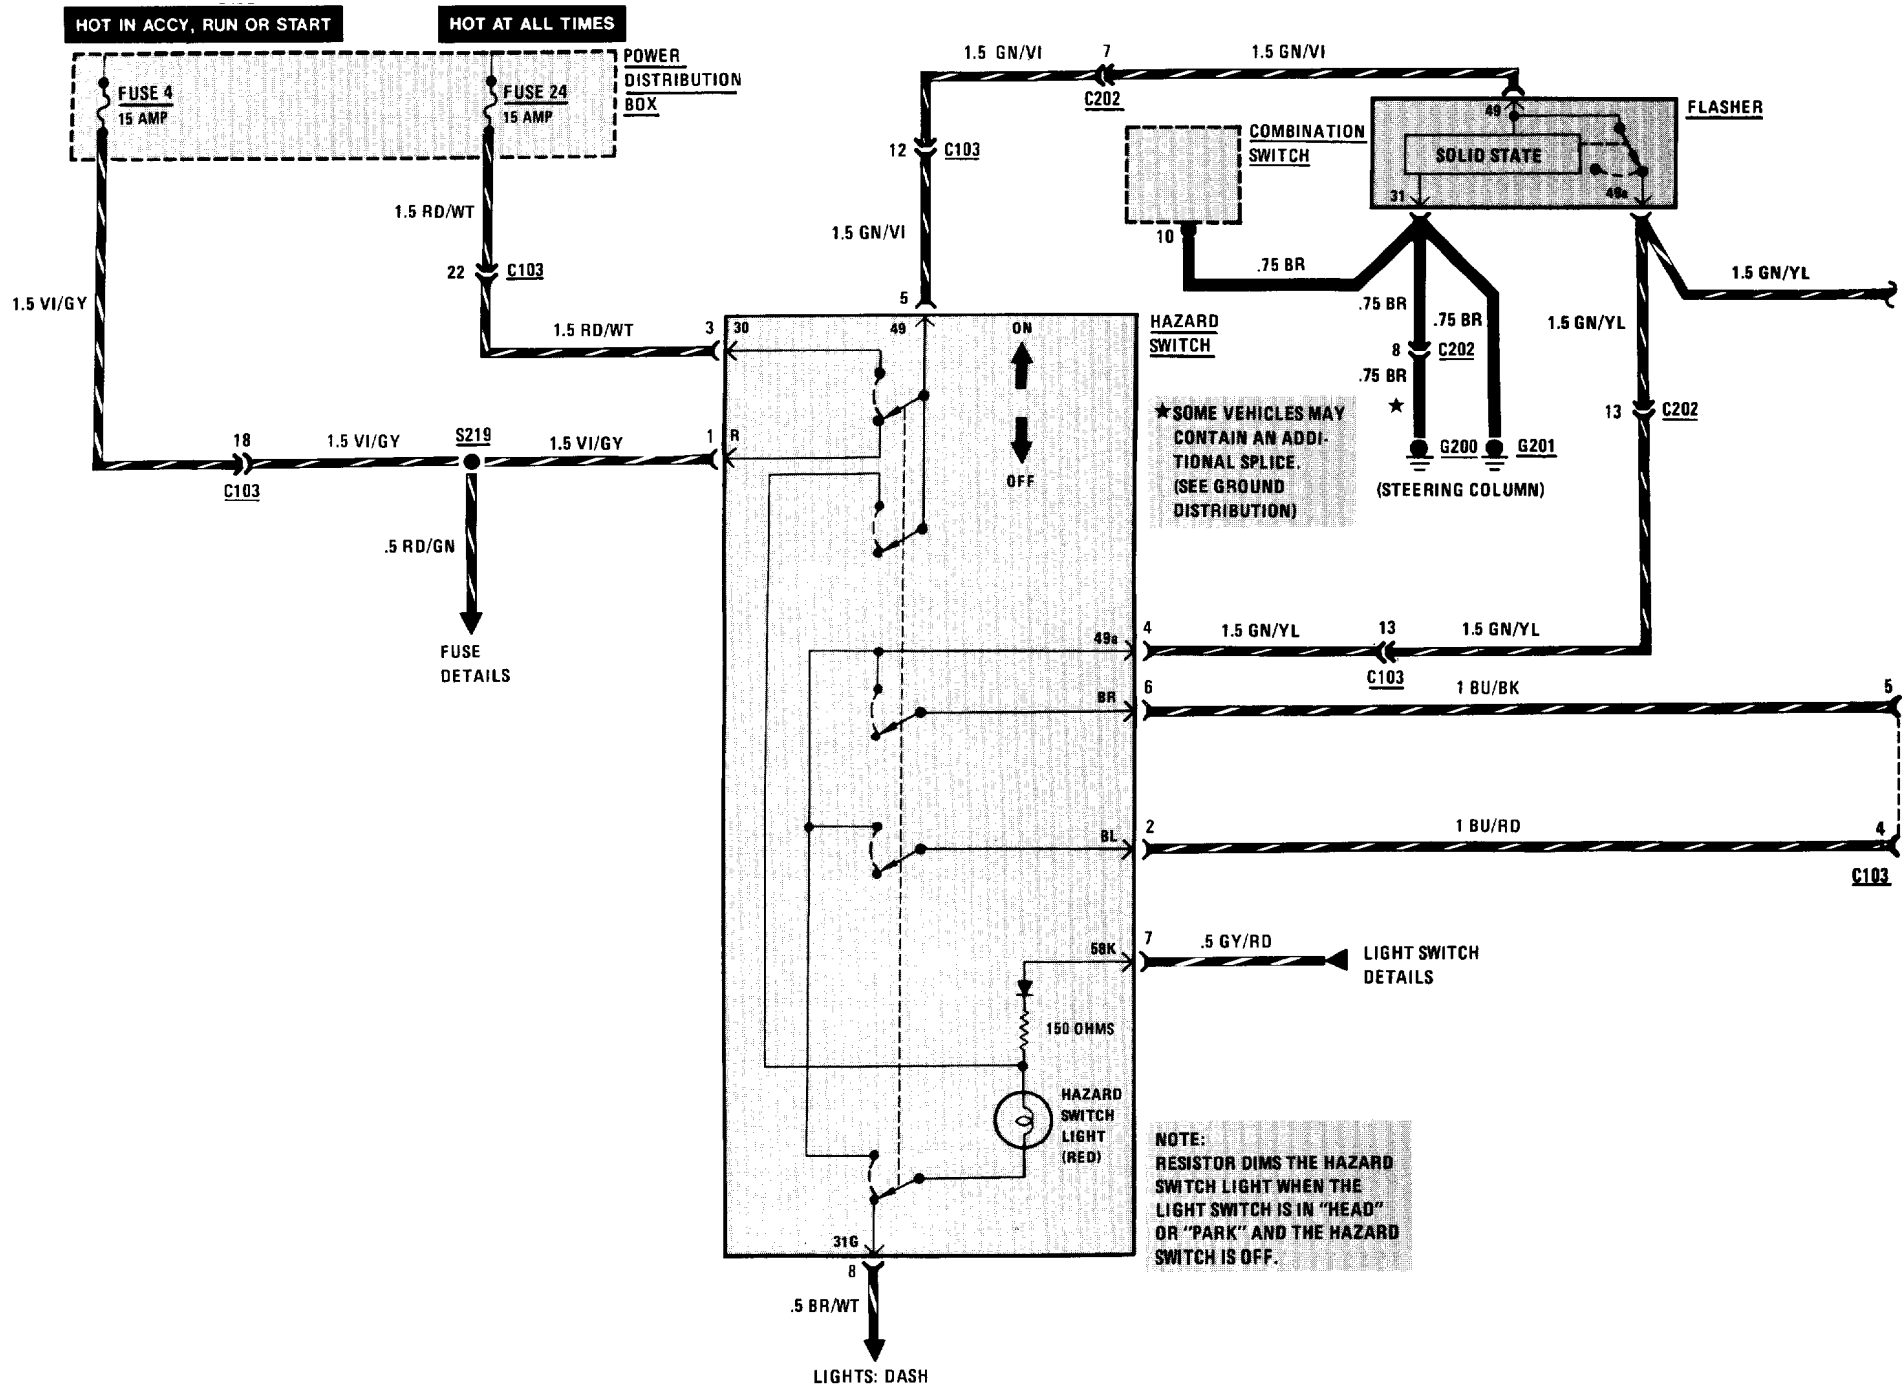 HOT IN ACCY, RUN OR START
HOT AT ALL TIMES
POWER
DISTRIBUTION
BOX
FUSE 4
15 AMP
FUSE 24
15 AMP
1.5 GN/VI
7
1.5 GN/VI
C202
FLASHER
49
SOLID STATE
31
49a
COMBINATION
SWITCH
10
12
C103
1.5 RD/WT
1.5 GN/VI
22
C103
.75 BR
1.5 GN/YL
1.5 VI/GY
.75 BR
.75 BR
1.5 GN/YL
5
1.5 RD/WT
3
30
49
ON
OFF
HAZARD
SWITCH
8
C202
.75 BR
★
★SOME VEHICLES MAY
CONTAIN AN ADDI-
TIONAL SPLICE.
(SEE GROUND
DISTRIBUTION)
G200
G201
(STEERING COLUMN)
13
C202
18
C103
1.5 VI/GY
S219
1.5 VI/GY
1
R
.5 RD/GN
FUSE
DETAILS
49a
4
1.5 GN/YL
13
C103
1.5 GN/YL
BR
6
1 BU/BK
5
BL
2
1 BU/RD
4
C103
58K
7
.5 GY/RD
LIGHT SWITCH
DETAILS
150 OHMS
HAZARD
SWITCH
LIGHT
(RED)
NOTE:
RESISTOR DIMS THE HAZARD
SWITCH LIGHT WHEN THE
LIGHT SWITCH IS IN "HEAD"
OR "PARK" AND THE HAZARD
SWITCH IS OFF.
31G
8
.5 BR/WT
LIGHTS: DASH